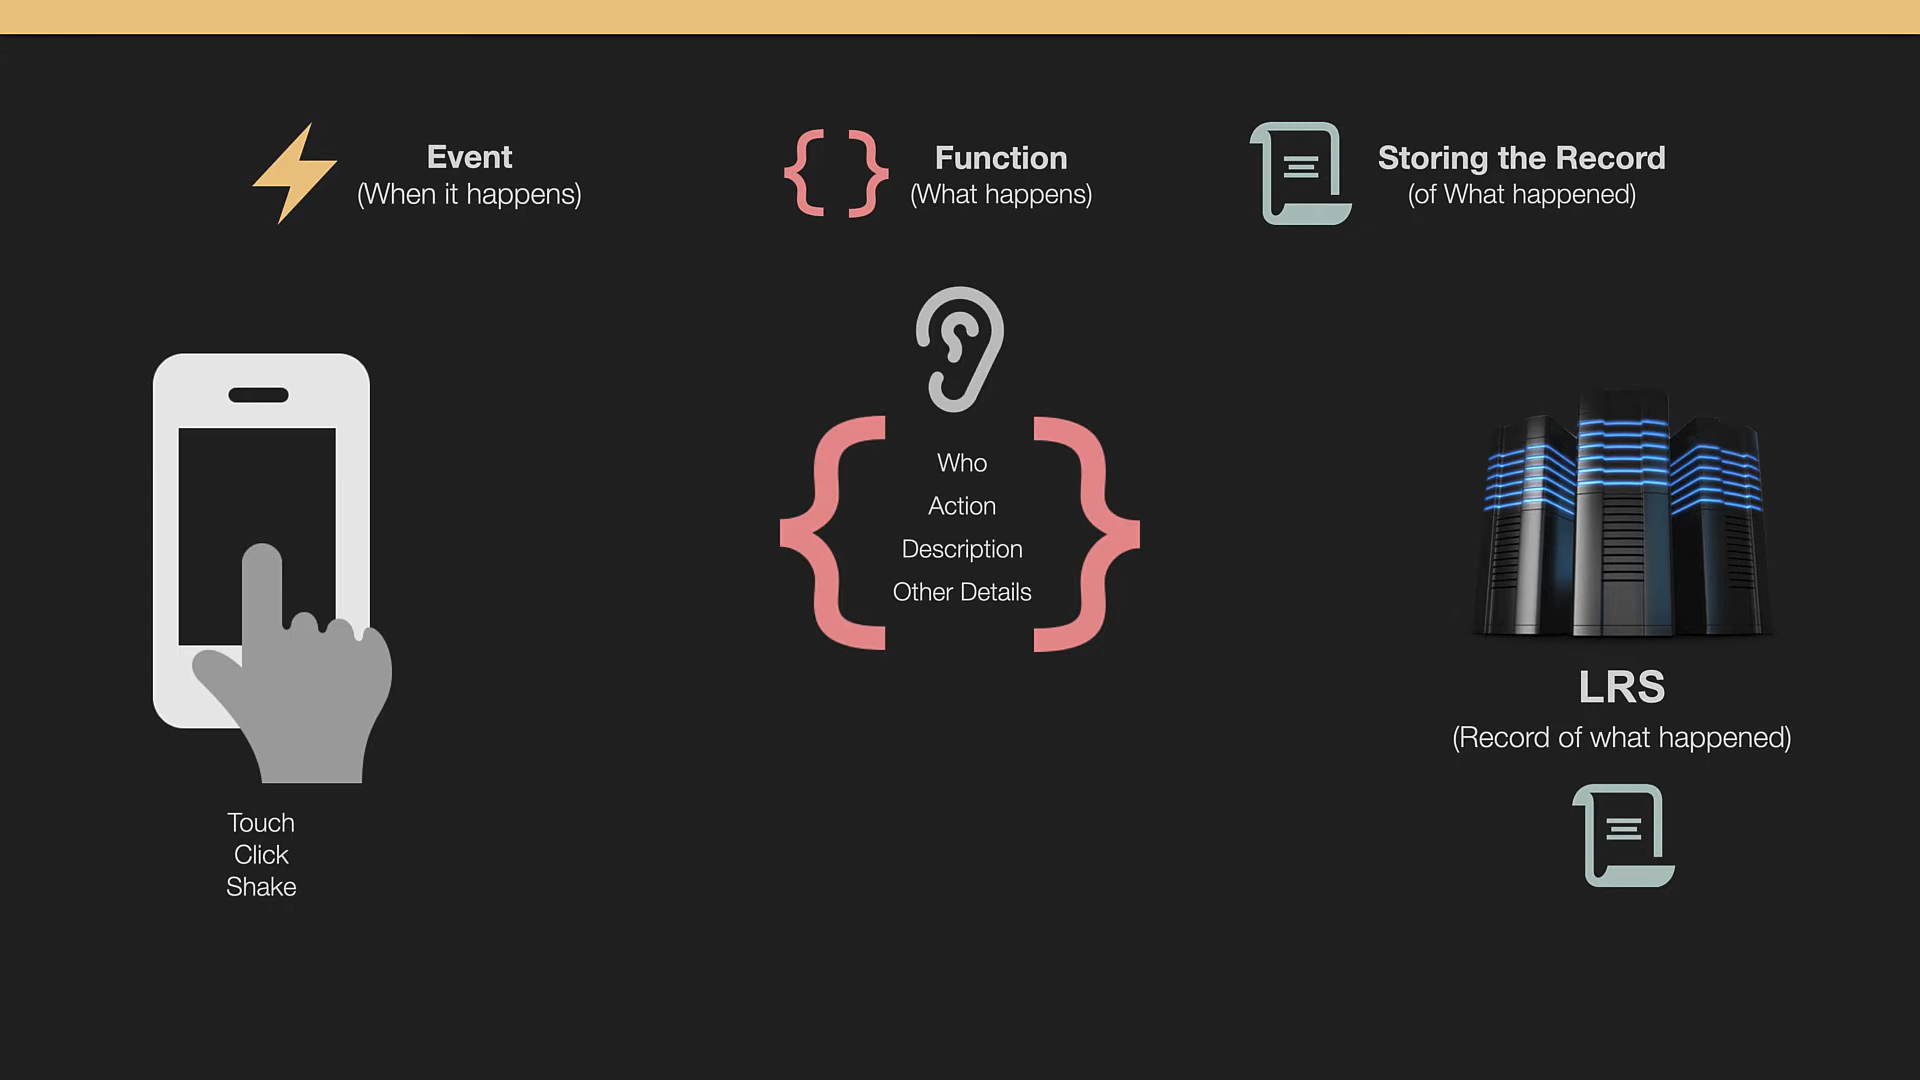 Event
(When it happens)
Function
(What happens)
Storing the Record
(of What happened)
Who
Action
Description
Other Details
Touch
Click
Shake
LRS
(Record of what happened)